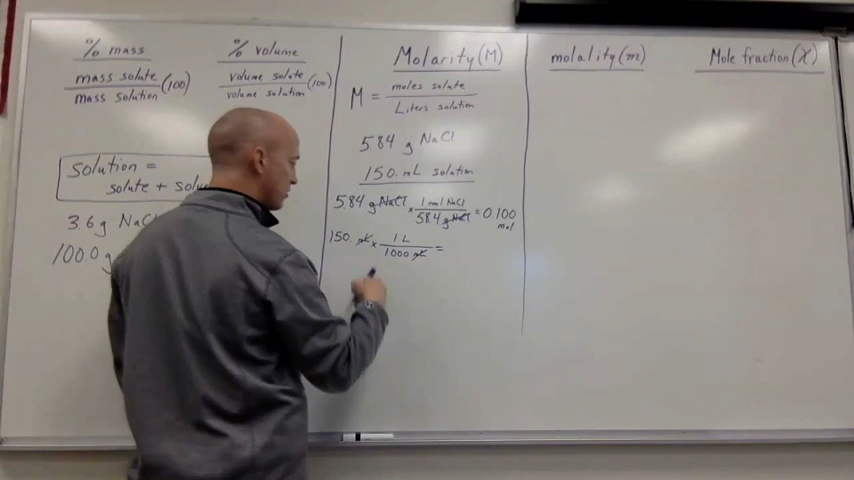 % mass
mass solute
mass solution (100)
% volume
volume solute
volume solution (100)
solution =
solute + solu
3.6 g NaCl
100.0 g
Molarity (M)
M = moles solute
Liters solution
5.84 g NaCl
150. mL solution
5.84 g NaCl x 1 mol NaCl
58.4 g NaCl = 0.100
mol
150. mL x 1 L
1000 mL =
molality (m)
Mole fraction (X)